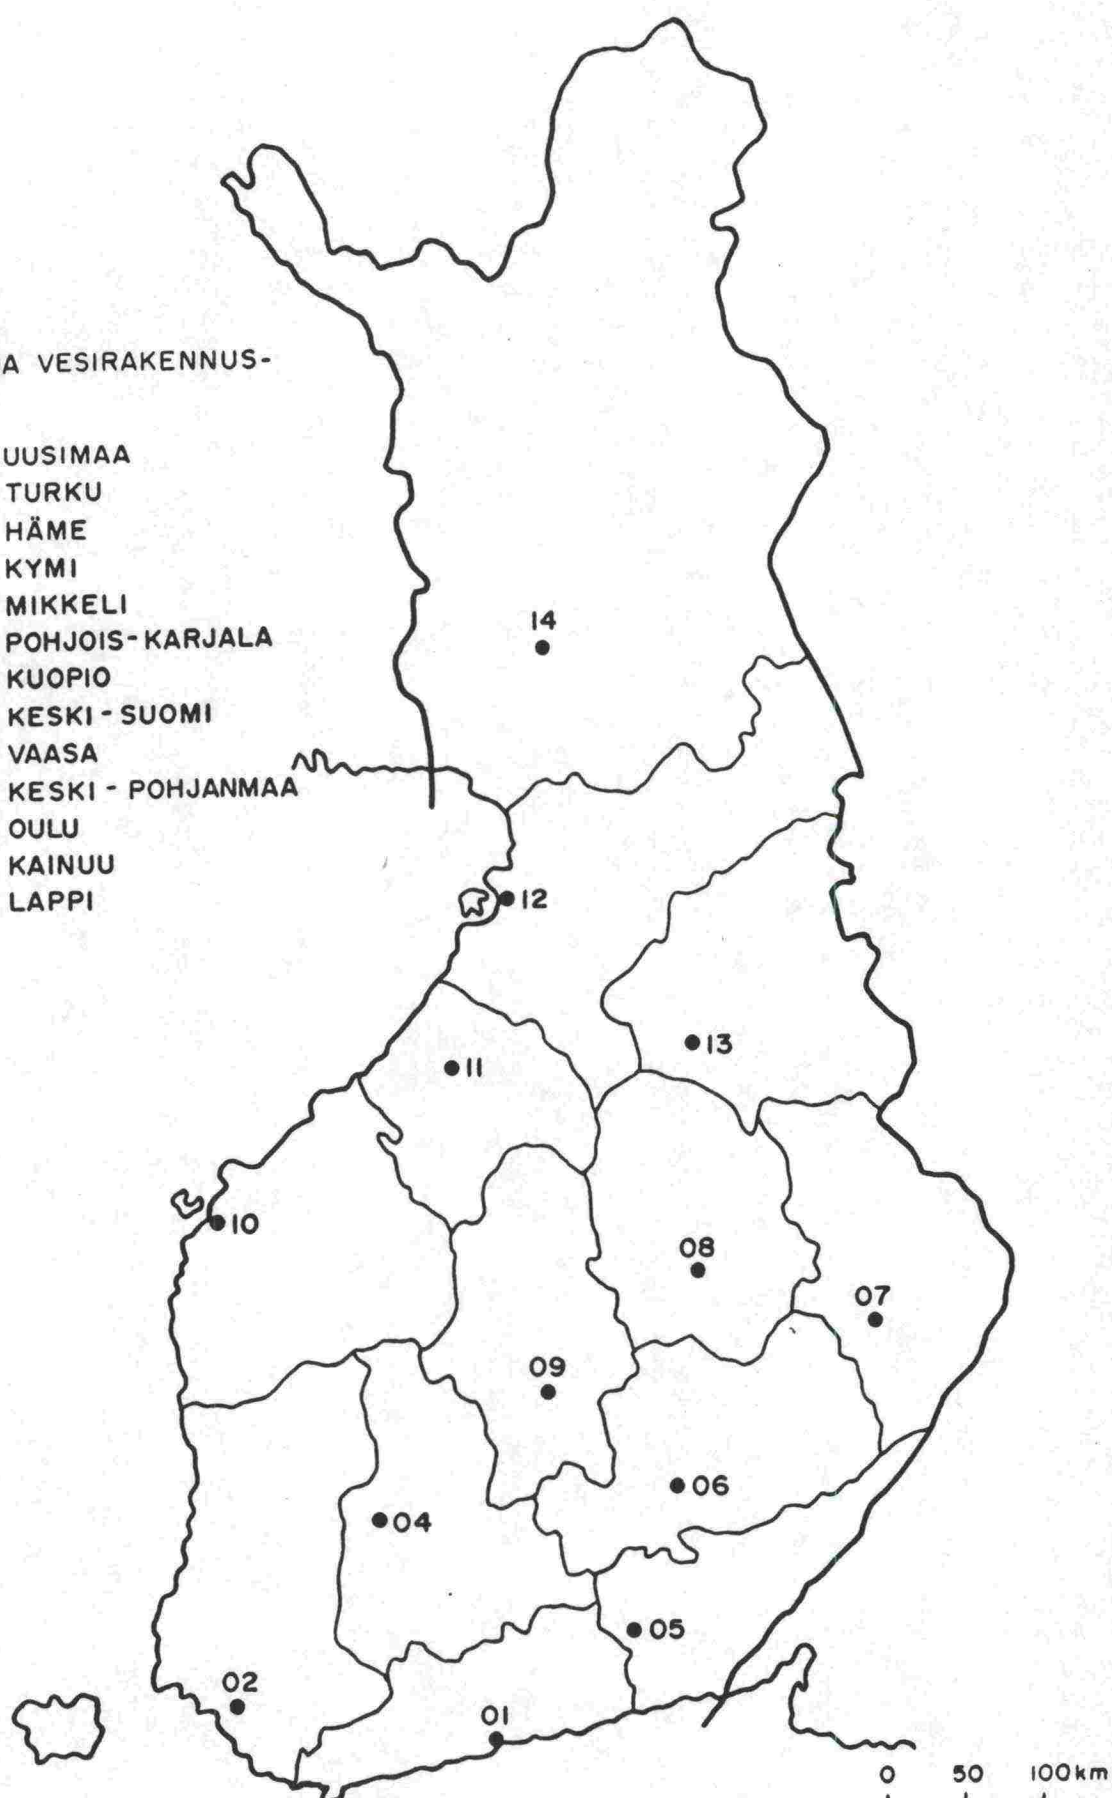 A VESIRAKENNUS-
UUSIMAA
TURKU
HÄME
KYMI
MIKKELI
POHJOIS-KARJALA
KUOPIO
KESKI-SUOMI
VAASA
KESKI-POHJANMAA
OULU
KAINUU
LAPPI
14
12
13
11
10
08
07
09
06
04
05
02
01
0 50 100km